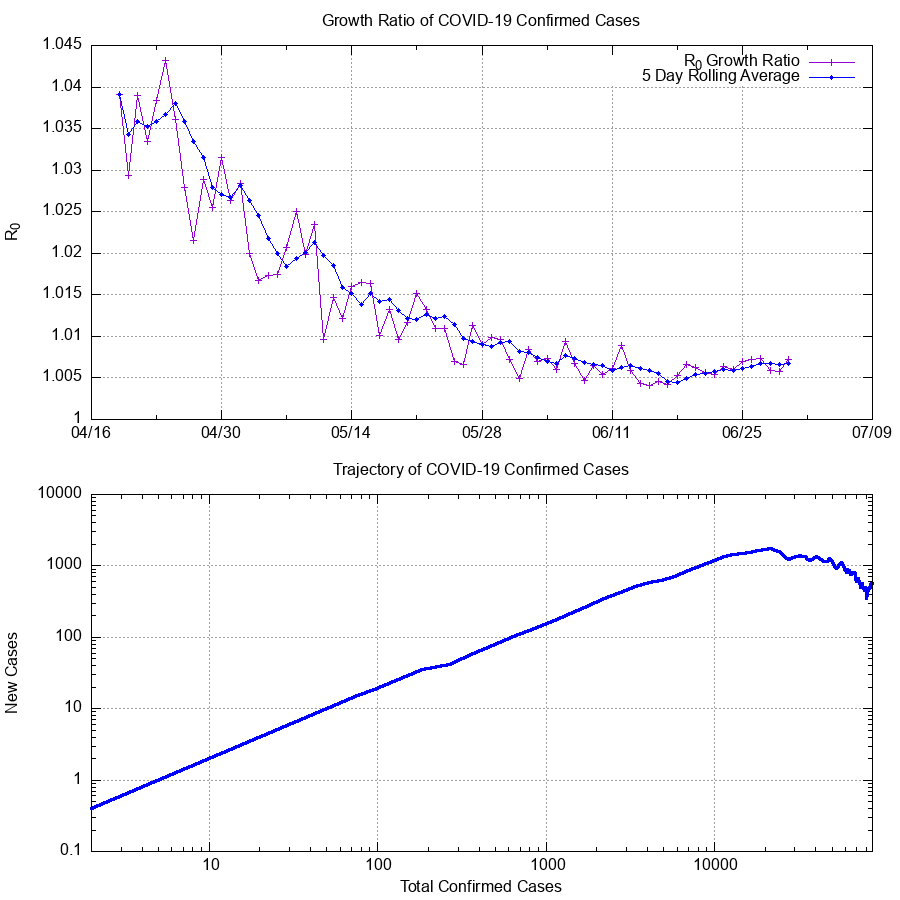 Growth Ratio of COVID-19 Confirmed Cases
1.045
1.04
1.035
1.03
1.025
1.02
1.015
1.01
1.005
1
R0
R0 Growth Ratio
5 Day Rolling Average
04/16 04/30 05/14 05/28 06/11 06/25 07/09
Trajectory of COVID-19 Confirmed Cases
10000
1000
100
10
1
0.1
New Cases
10 100 1000 10000
Total Confirmed Cases